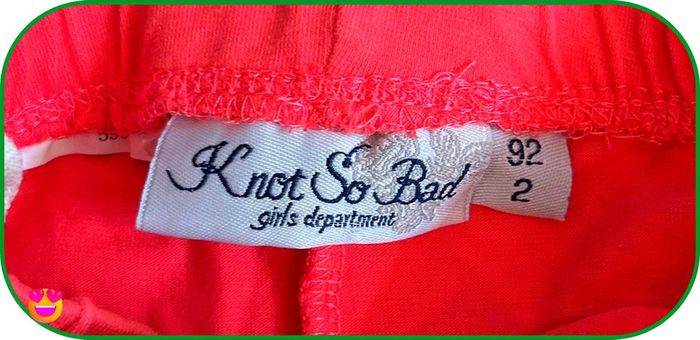 Knot So Bad
girls department
92
2